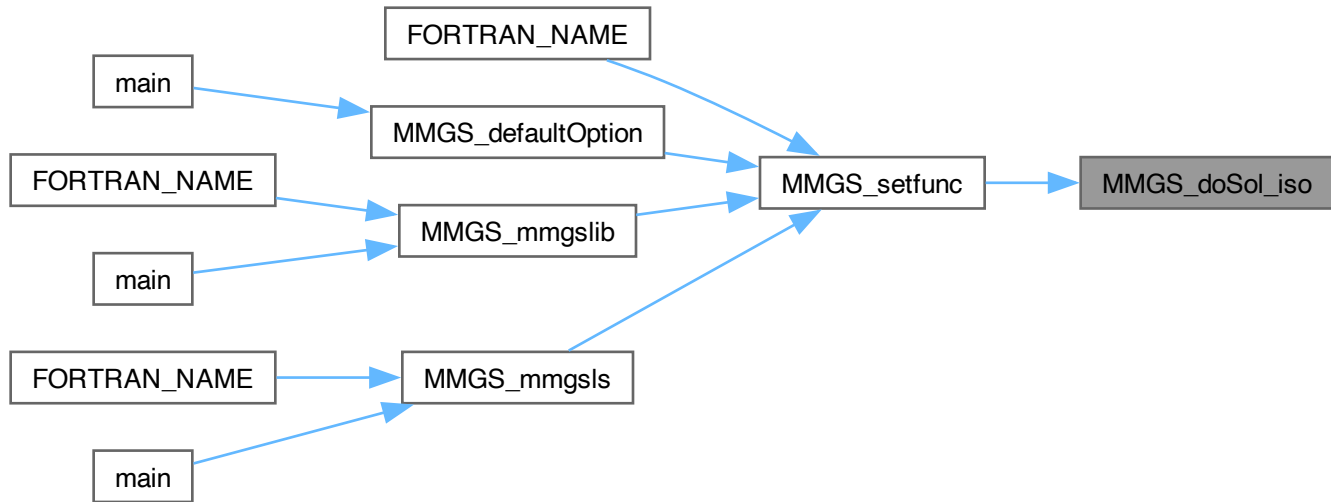 FORTRAN_NAME
main
MMGS_defaultOption
FORTRAN_NAME
MMGS_setfunc
MMGS_doSol_iso
MMGS_mmgslib
main
FORTRAN_NAME
MMGS_mmgsls
main